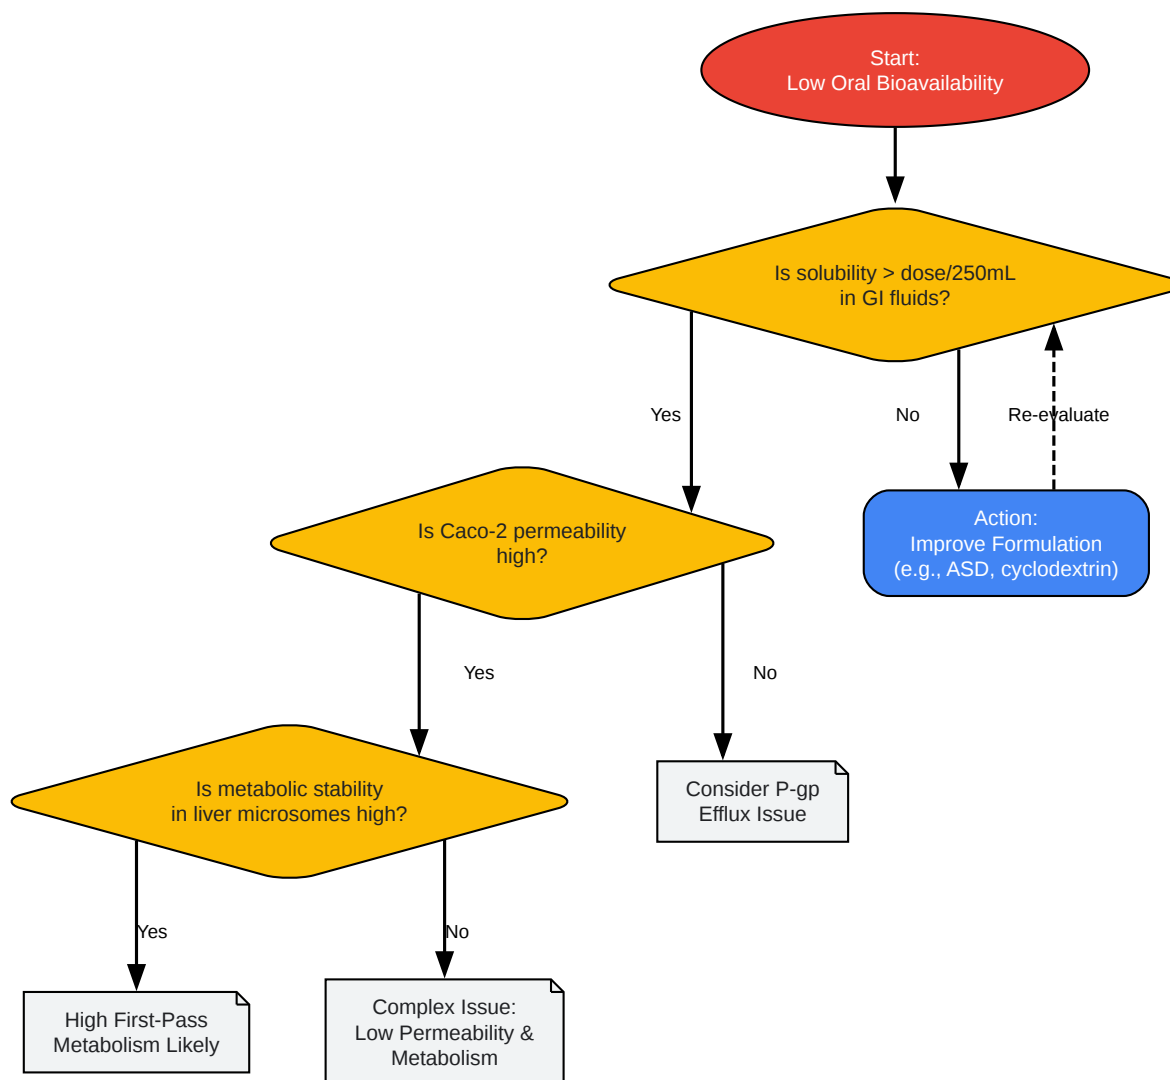 Start:
Low Oral Bioavailability
Is solubility > dose/250mL
in GI fluids?
Yes
No
Re-evaluate
Is Caco-2 permeability
high?
Action:
Improve Formulation
(e.g., ASD, cyclodextrin)
Yes
No
Is metabolic stability
in liver microsomes high?
Consider P-gp
Efflux Issue
Yes
No
High First-Pass
Metabolism Likely
Complex Issue:
Low Permeability &
Metabolism